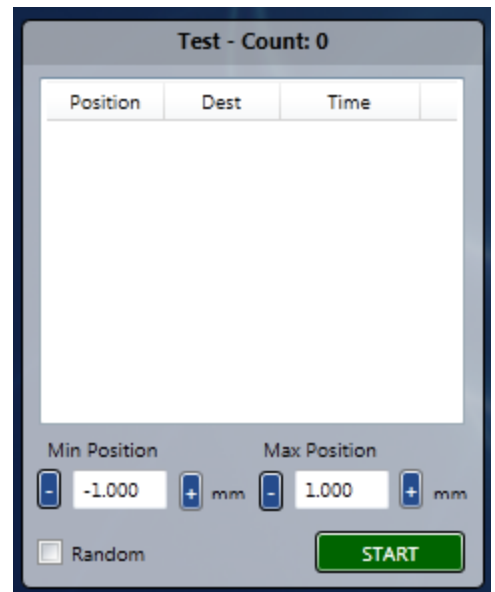 Test - Count: 0
Position Dest Time
Min Position Max Position
- -1.000 + mm - 1.000 + mm
Random START